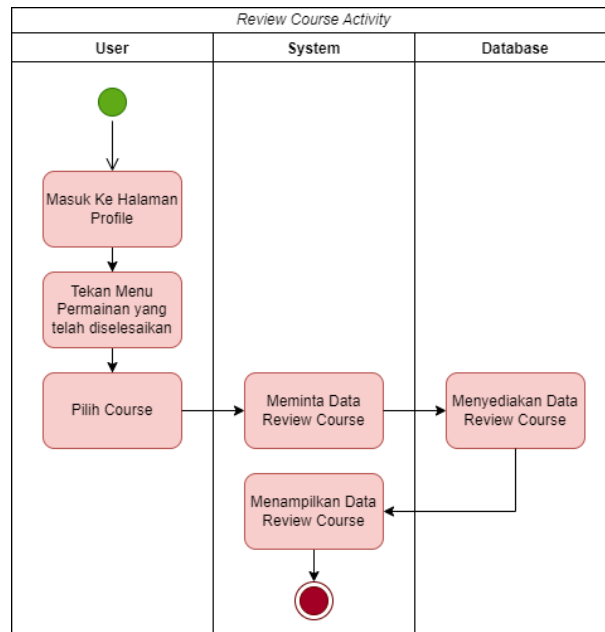 Review Course Activity
User
System
Database
Masuk Ke Halaman
Profile
Tekan Menu
Permainan yang
telah diselesaikan
Pilih Course
Meminta Data
Review Course
Menyediakan Data
Review Course
Menampilkan Data
Review Course